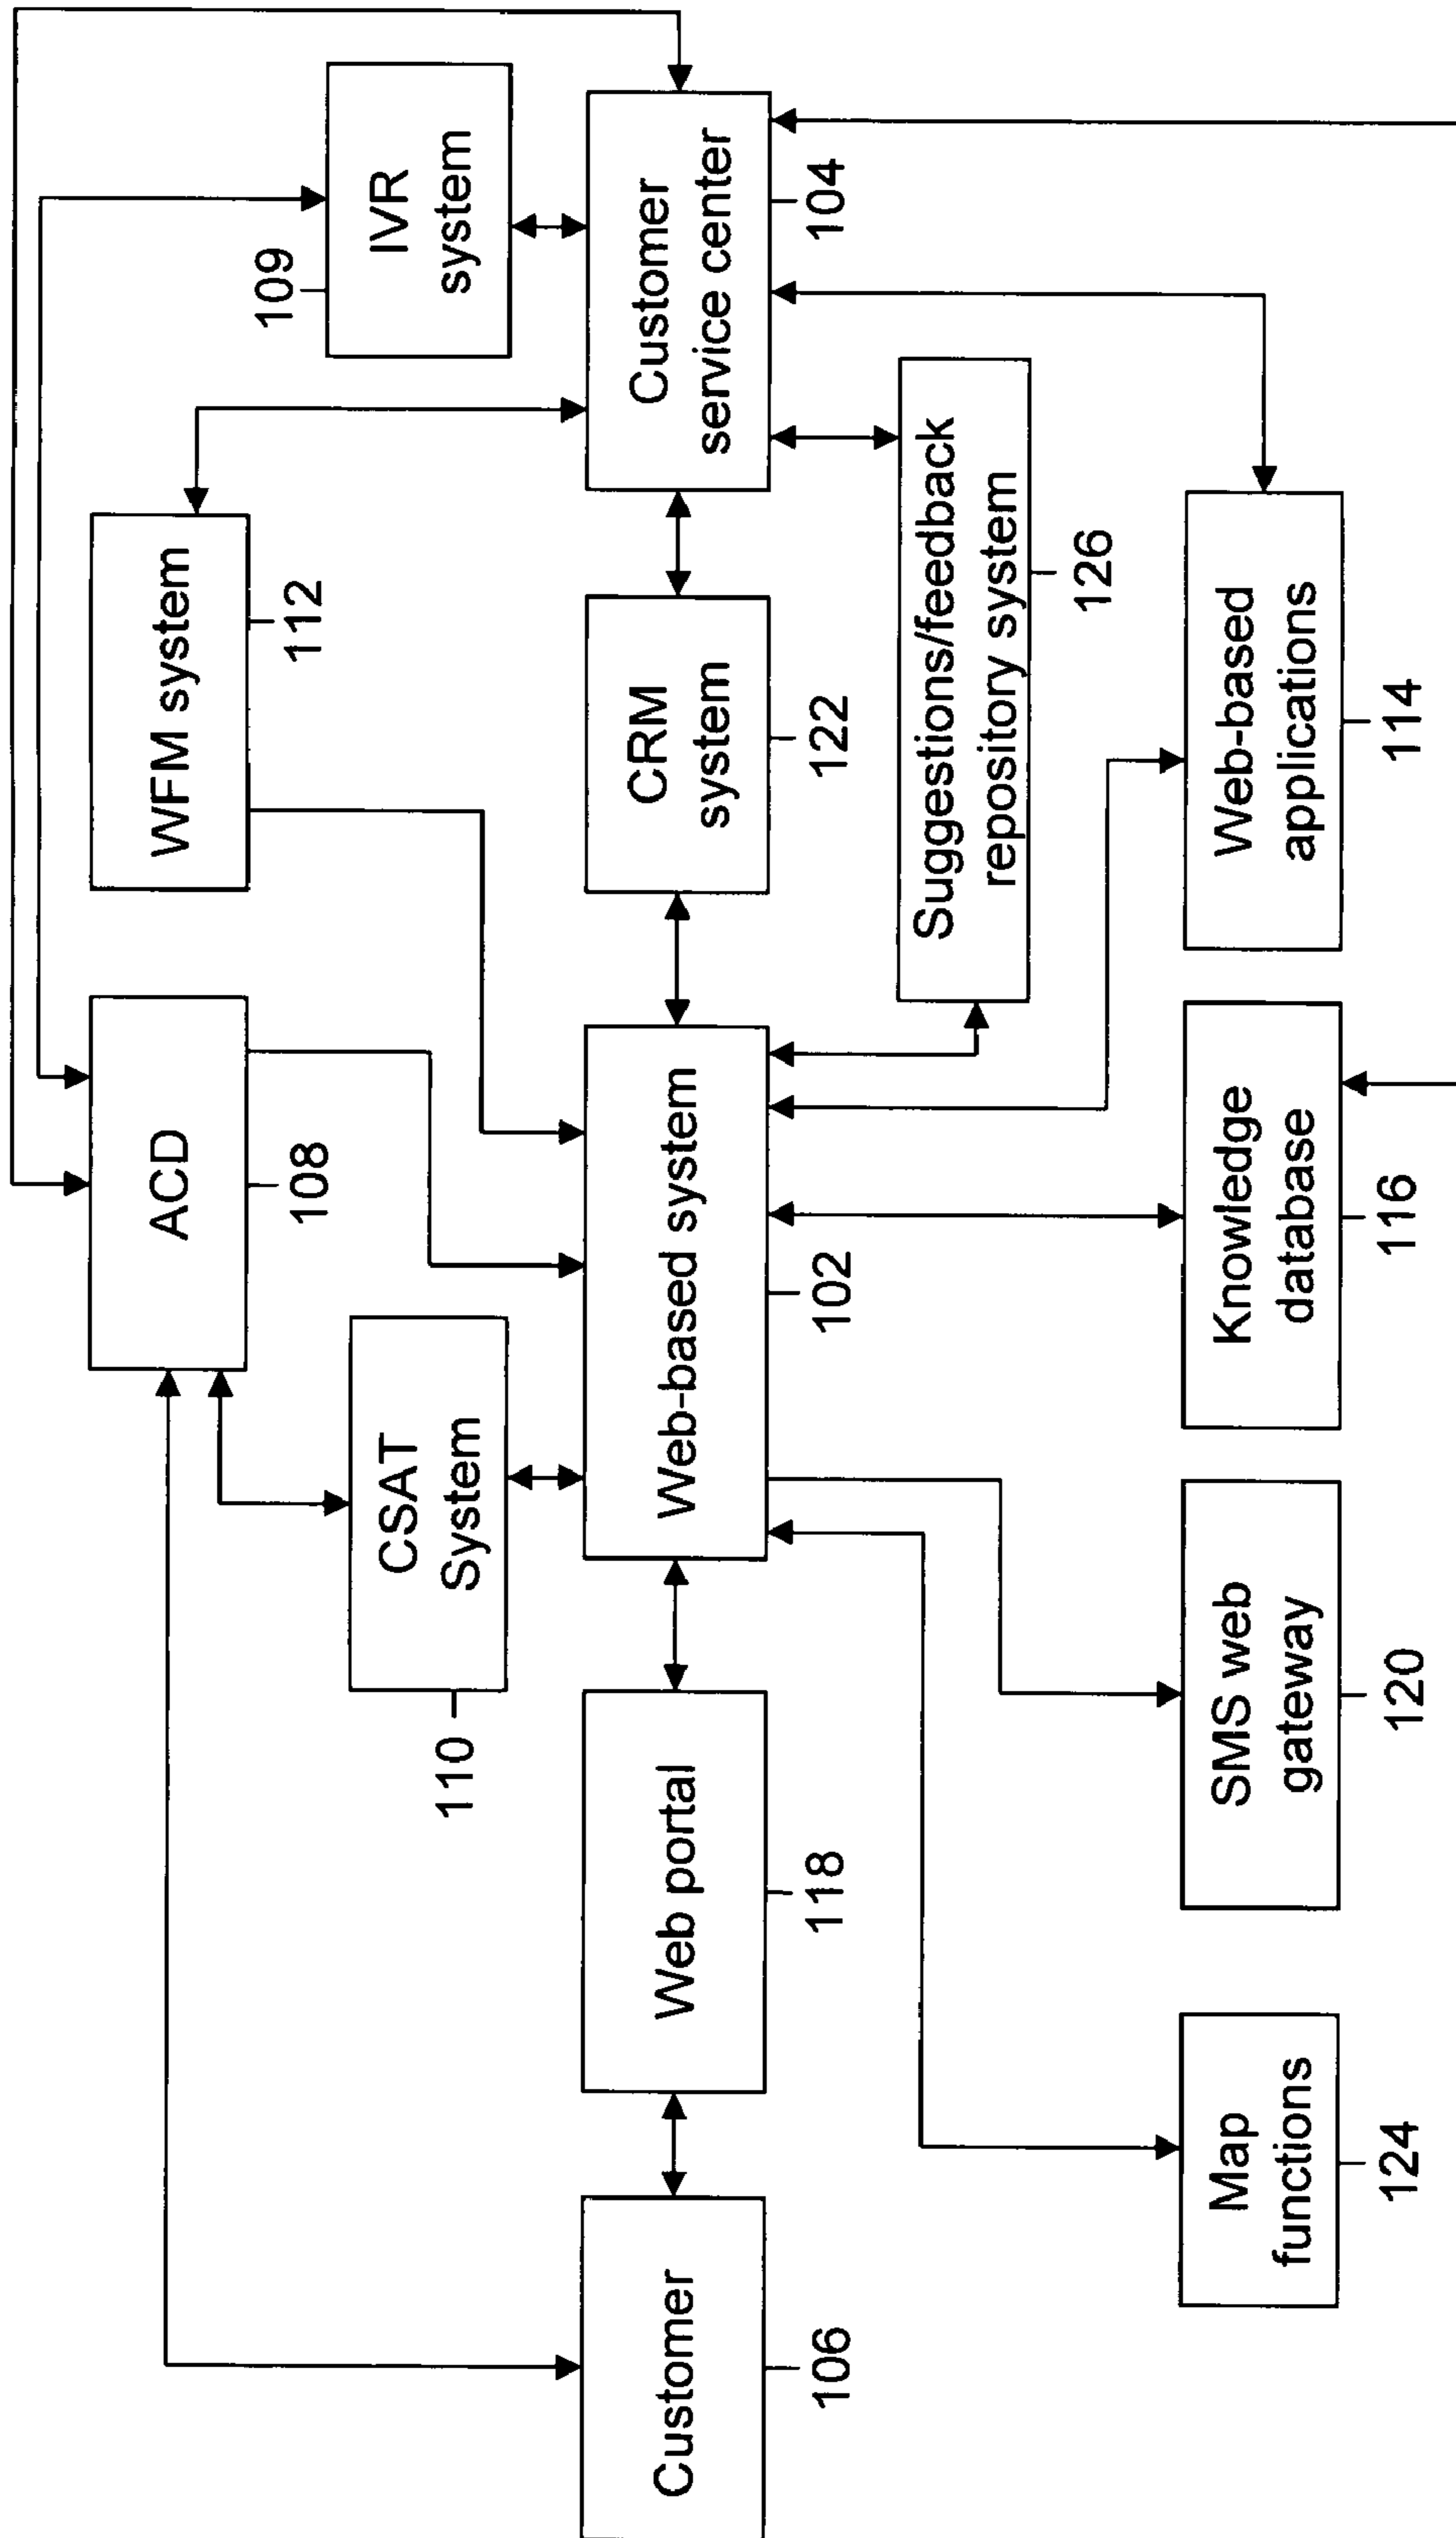 ACD
108
WFM system
112
109
IVR
system
CSAT
System
110
Customer
106
Web portal
118
Web-based system
102
CRM
system
122
Customer
service center
104
Suggestions/feedback
repository system
126
Map
functions
124
SMS web
gateway
120
Knowledge
database
116
Web-based
applications
114